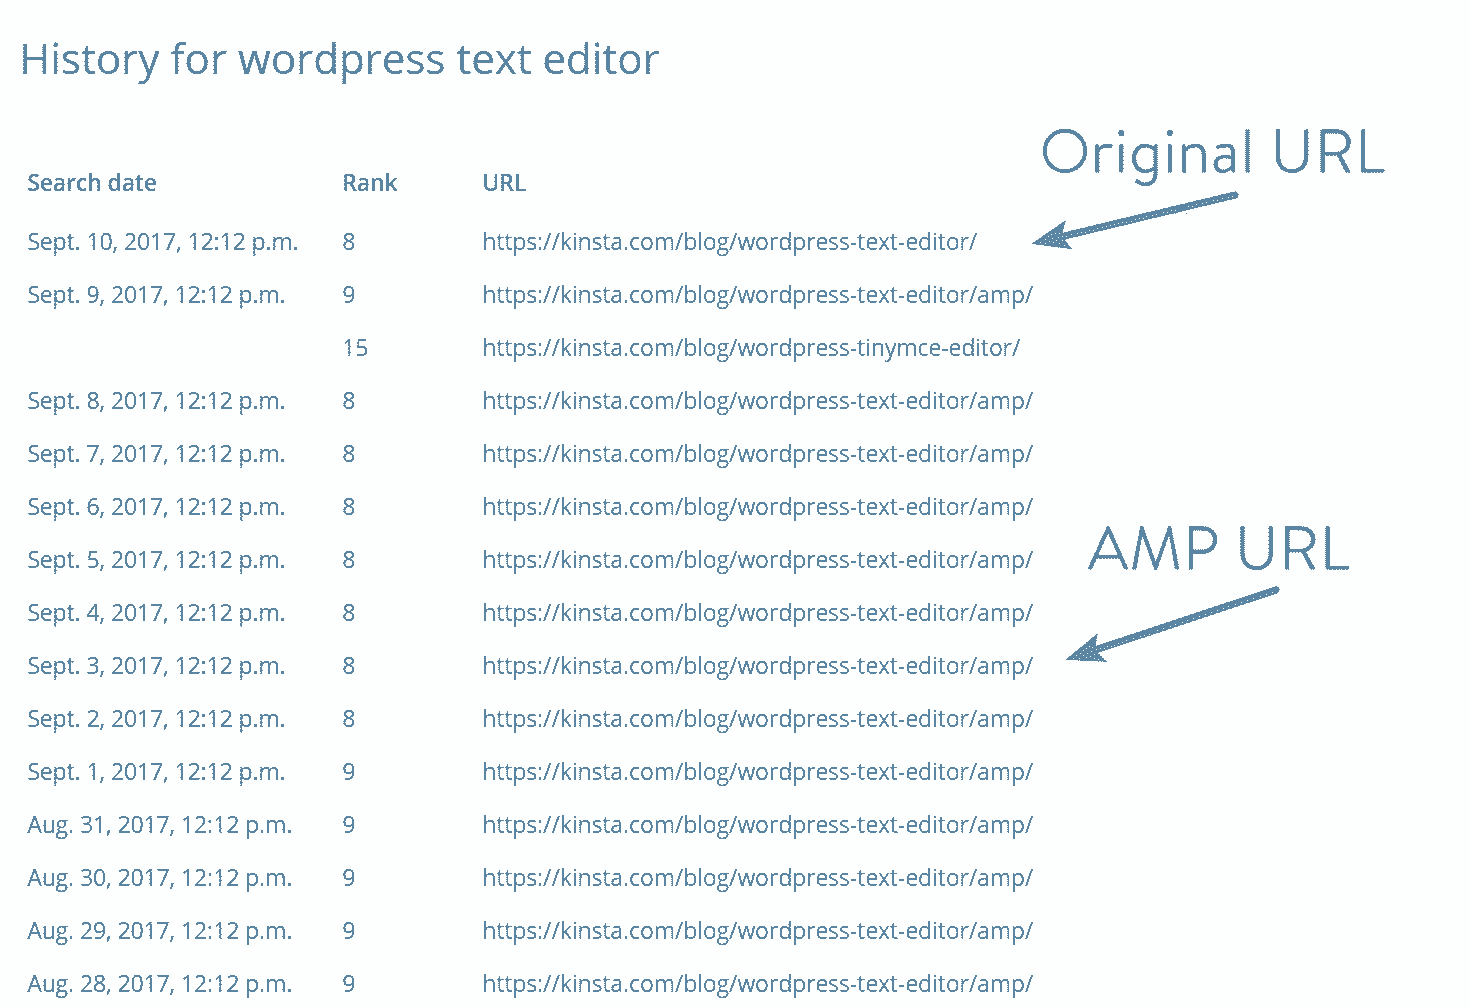 History for wordpress text editor
Original URL
Search date Rank URL
Sept. 10, 2017, 12:12 p.m. 8 https://kinsta.com/blog/wordpress-text-editor/
Sept. 9, 2017, 12:12 p.m. 9 https://kinsta.com/blog/wordpress-text-editor/amp/
15 https://kinsta.com/blog/wordpress-tinymce-editor/
Sept. 8, 2017, 12:12 p.m. 8 https://kinsta.com/blog/wordpress-text-editor/amp/
Sept. 7, 2017, 12:12 p.m. 8 https://kinsta.com/blog/wordpress-text-editor/amp/
Sept. 6, 2017, 12:12 p.m. 8 https://kinsta.com/blog/wordpress-text-editor/amp/
Sept. 5, 2017, 12:12 p.m. 8 https://kinsta.com/blog/wordpress-text-editor/amp/
AMP URL
Sept. 4, 2017, 12:12 p.m. 8 https://kinsta.com/blog/wordpress-text-editor/amp/
Sept. 3, 2017, 12:12 p.m. 8 https://kinsta.com/blog/wordpress-text-editor/amp/
Sept. 2, 2017, 12:12 p.m. 8 https://kinsta.com/blog/wordpress-text-editor/amp/
Sept. 1, 2017, 12:12 p.m. 9 https://kinsta.com/blog/wordpress-text-editor/amp/
Aug. 31, 2017, 12:12 p.m. 9 https://kinsta.com/blog/wordpress-text-editor/amp/
Aug. 30, 2017, 12:12 p.m. 9 https://kinsta.com/blog/wordpress-text-editor/amp/
Aug. 29, 2017, 12:12 p.m. 9 https://kinsta.com/blog/wordpress-text-editor/amp/
Aug. 28, 2017, 12:12 p.m. 9 https://kinsta.com/blog/wordpress-text-editor/amp/